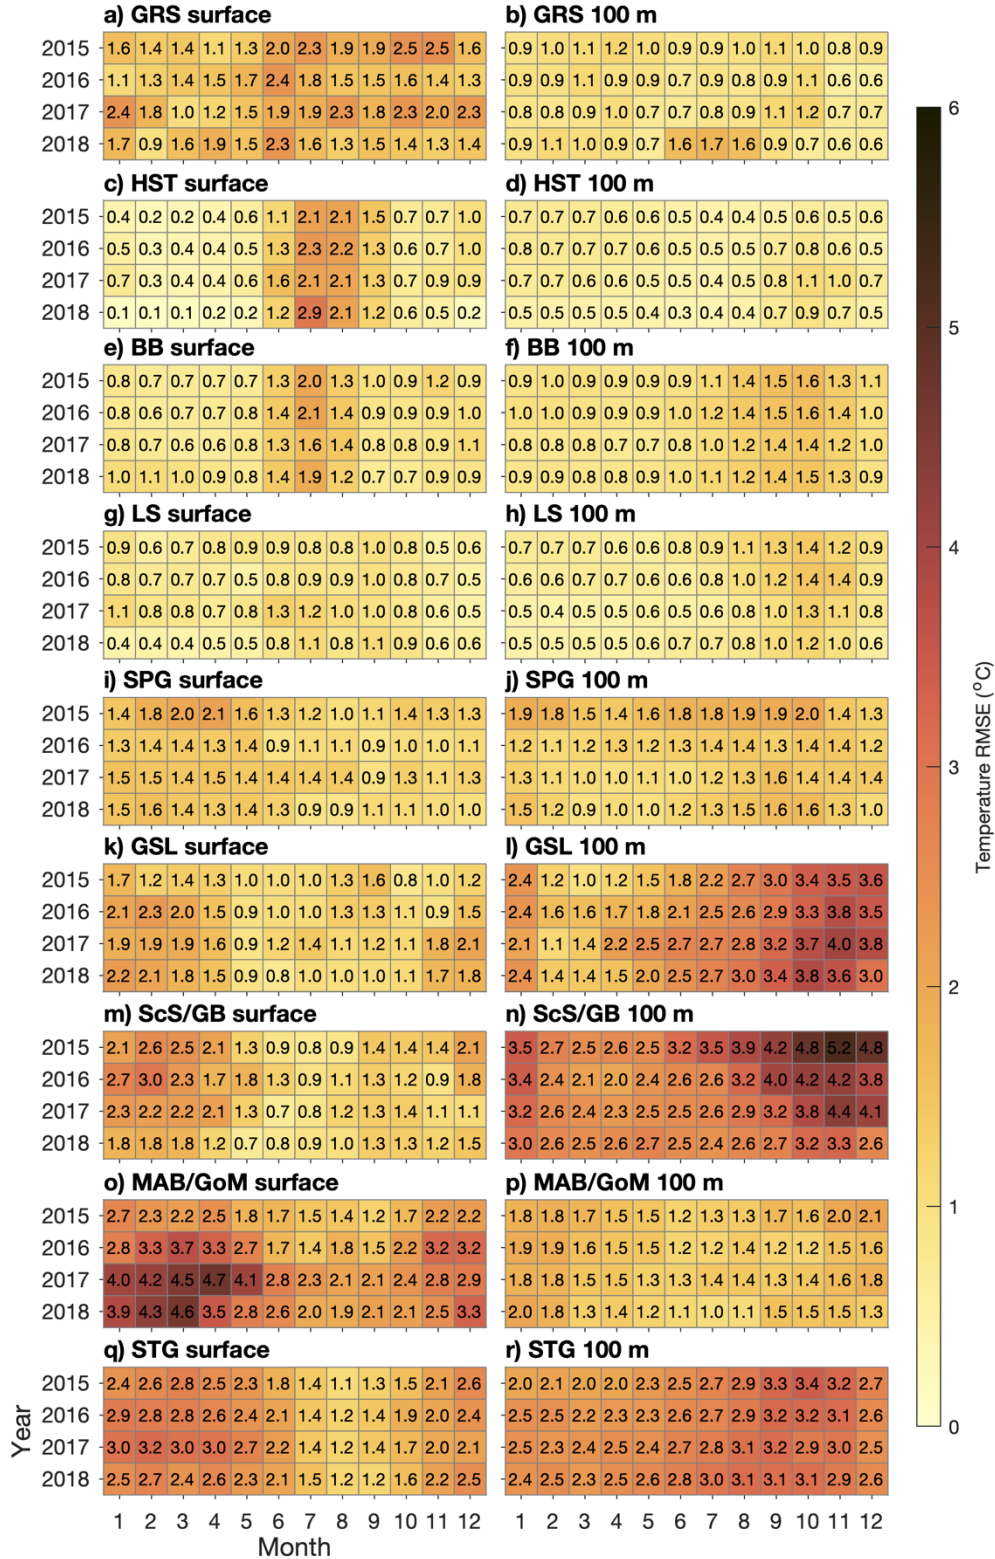 a) GRS surface
2015 1.6 1.4 1.4 1.1 1.3 2.0 2.3 1.9 1.9 2.5 2.5 1.6
2016 1.1 1.3 1.4 1.5 1.7 2.4 1.8 1.5 1.5 1.6 1.4 1.3
2017 2.4 1.8 1.0 1.2 1.5 1.9 1.9 2.3 1.8 2.3 2.0 2.3
2018 1.7 0.9 1.6 1.9 1.5 2.3 1.6 1.3 1.5 1.4 1.3 1.4
b) GRS 100 m
0.9 1.0 1.1 1.2 1.0 0.9 0.9 1.0 1.1 1.0 0.8 0.9
0.9 0.9 1.1 0.9 0.9 0.7 0.9 0.8 0.9 1.1 0.6 0.6
0.8 0.8 0.9 1.0 0.7 0.7 0.8 0.9 1.1 1.2 0.7 0.7
0.9 1.1 1.0 0.9 0.7 1.6 1.7 1.6 0.9 0.7 0.6 0.6
c) HST surface
2015 0.4 0.2 0.2 0.4 0.6 1.1 2.1 2.1 1.5 0.7 0.7 1.0
2016 0.5 0.3 0.4 0.4 0.5 1.3 2.3 2.2 1.3 0.6 0.7 1.0
2017 0.7 0.3 0.4 0.4 0.6 1.6 2.1 2.1 1.3 0.7 0.9 0.9
2018 0.1 0.1 0.1 0.2 0.2 1.2 2.9 2.1 1.2 0.6 0.5 0.2
d) HST 100 m
0.7 0.7 0.7 0.6 0.6 0.5 0.4 0.4 0.5 0.6 0.5 0.6
0.8 0.7 0.7 0.7 0.6 0.5 0.5 0.5 0.7 0.8 0.6 0.5
0.7 0.7 0.6 0.6 0.5 0.5 0.4 0.5 0.8 1.1 1.0 0.7
0.5 0.5 0.5 0.5 0.4 0.3 0.4 0.4 0.7 0.9 0.7 0.5
e) BB surface
2015 0.8 0.7 0.7 0.7 0.7 1.3 2.0 1.3 1.0 0.9 1.2 0.9
2016 0.8 0.6 0.7 0.7 0.8 1.4 2.1 1.4 0.9 0.9 0.9 1.0
2017 0.8 0.7 0.6 0.6 0.8 1.3 1.6 1.4 0.8 0.8 0.9 1.1
2018 1.0 1.1 1.0 0.9 0.8 1.4 1.9 1.2 0.7 0.7 0.9 0.9
f) BB 100 m
0.9 1.0 0.9 0.9 0.9 0.9 1.1 1.4 1.5 1.6 1.3 1.1
1.0 1.0 0.9 0.9 0.9 1.0 1.2 1.4 1.5 1.6 1.4 1.0
0.8 0.8 0.8 0.7 0.7 0.8 1.0 1.2 1.4 1.4 1.2 1.0
0.9 0.9 0.8 0.8 0.9 1.0 1.1 1.2 1.4 1.5 1.3 0.9
g) LS surface
2015 0.9 0.6 0.7 0.8 0.9 0.9 0.8 0.8 1.0 0.8 0.5 0.6
2016 0.8 0.7 0.7 0.7 0.5 0.8 0.9 0.9 1.0 0.8 0.7 0.5
2017 1.1 0.8 0.8 0.7 0.8 1.3 1.2 1.0 1.0 0.8 0.6 0.5
2018 0.4 0.4 0.4 0.5 0.5 0.8 1.1 0.8 1.1 0.9 0.6 0.6
h) LS 100 m
0.7 0.7 0.7 0.6 0.6 0.8 0.9 1.1 1.3 1.4 1.2 0.9
0.6 0.6 0.7 0.7 0.6 0.6 0.8 1.0 1.2 1.4 1.4 0.9
0.5 0.4 0.5 0.5 0.6 0.5 0.6 0.8 1.0 1.3 1.1 0.8
0.5 0.5 0.5 0.5 0.6 0.7 0.7 0.8 1.0 1.2 1.0 0.6
i) SPG surface
2015 1.4 1.8 2.0 2.1 1.6 1.3 1.2 1.0 1.1 1.4 1.3 1.3
2016 1.3 1.4 1.4 1.3 1.4 0.9 1.1 1.1 0.9 1.0 1.0 1.1
2017 1.5 1.5 1.4 1.5 1.4 1.4 1.4 1.4 0.9 1.3 1.1 1.3
2018 1.5 1.6 1.4 1.3 1.4 1.3 0.9 0.9 1.1 1.1 1.0 1.0
j) SPG 100 m
1.9 1.8 1.5 1.4 1.6 1.8 1.8 1.9 1.9 2.0 1.4 1.3
1.2 1.1 1.2 1.3 1.2 1.3 1.4 1.4 1.3 1.4 1.4 1.2
1.3 1.1 1.0 1.0 1.1 1.0 1.2 1.3 1.6 1.4 1.4 1.4
1.5 1.2 0.9 1.0 1.0 1.2 1.3 1.5 1.6 1.6 1.3 1.0
k) GSL surface
2015 1.7 1.2 1.4 1.3 1.0 1.0 1.0 1.3 1.6 0.8 1.0 1.2
2016 2.1 2.3 2.0 1.5 0.9 1.0 1.0 1.3 1.3 1.1 0.9 1.5
2017 1.9 1.9 1.9 1.6 0.9 1.2 1.4 1.1 1.2 1.1 1.8 2.1
2018 2.2 2.1 1.8 1.5 0.9 0.8 1.0 1.0 1.0 1.1 1.7 1.8
l) GSL 100 m
2.4 1.2 1.0 1.2 1.5 1.8 2.2 2.7 3.0 3.4 3.5 3.6
2.4 1.6 1.6 1.7 1.8 2.1 2.5 2.6 2.9 3.3 3.8 3.5
2.1 1.1 1.4 2.2 2.5 2.7 2.7 2.8 3.2 3.7 4.0 3.8
2.4 1.4 1.4 1.5 2.0 2.5 2.7 3.0 3.4 3.8 3.6 3.0
m) ScS/GB surface
2015 2.1 2.6 2.5 2.1 1.3 0.9 0.8 0.9 1.4 1.4 1.4 2.1
2016 2.7 3.0 2.3 1.7 1.8 1.3 0.9 1.1 1.3 1.2 0.9 1.8
2017 2.3 2.2 2.2 2.1 1.3 0.7 0.8 1.2 1.3 1.4 1.1 1.1
2018 1.8 1.8 1.8 1.2 0.7 0.8 0.9 1.0 1.3 1.3 1.2 1.5
n) ScS/GB 100 m
3.5 2.7 2.5 2.6 2.5 3.2 3.5 3.9 4.2 4.8 5.2 4.8
3.4 2.4 2.1 2.0 2.4 2.6 2.6 3.2 4.0 4.2 4.2 3.8
3.2 2.6 2.4 2.3 2.5 2.5 2.6 2.9 3.2 3.8 4.4 4.1
3.0 2.6 2.5 2.6 2.7 2.5 2.4 2.6 2.7 3.2 3.3 2.6
o) MAB/GoM surface
2015 2.7 2.3 2.2 2.5 1.8 1.7 1.5 1.4 1.2 1.7 2.2 2.2
2016 2.8 3.3 3.7 3.3 2.7 1.7 1.4 1.8 1.5 2.2 3.2 3.2
2017 4.0 4.2 4.5 4.7 4.1 2.8 2.3 2.1 2.1 2.4 2.8 2.9
2018 3.9 4.3 4.6 3.5 2.8 2.6 2.0 1.9 2.1 2.1 2.5 3.3
p) MAB/GoM 100 m
1.8 1.8 1.7 1.5 1.5 1.2 1.3 1.3 1.7 1.6 2.0 2.1
1.9 1.9 1.6 1.5 1.5 1.2 1.2 1.4 1.2 1.2 1.5 1.6
1.8 1.8 1.5 1.5 1.3 1.3 1.4 1.4 1.3 1.4 1.6 1.8
2.0 1.8 1.3 1.4 1.2 1.1 1.0 1.1 1.5 1.5 1.5 1.3
q) STG surface
2015 2.4 2.6 2.8 2.5 2.3 1.8 1.4 1.1 1.3 1.5 2.1 2.6
2016 2.9 2.8 2.8 2.6 2.4 2.1 1.4 1.2 1.4 1.9 2.0 2.4
2017 3.0 3.2 3.0 3.0 2.7 2.2 1.4 1.2 1.4 1.7 2.0 2.1
2018 2.5 2.7 2.4 2.6 2.3 2.1 1.5 1.2 1.2 1.6 2.2 2.5
1 2 3 4 5 6 7 8 9 10 11 12
Month
Year
r) STG 100 m
2.0 2.1 2.0 2.0 2.3 2.5 2.7 2.9 3.3 3.4 3.2 2.7
2.5 2.5 2.2 2.3 2.3 2.6 2.7 2.9 3.2 3.2 3.1 2.6
2.5 2.3 2.4 2.5 2.4 2.7 2.8 3.1 3.2 2.9 3.0 2.5
2.4 2.5 2.3 2.5 2.6 2.8 3.0 3.1 3.1 3.1 2.9 2.6
1 2 3 4 5 6 7 8 9 10 11 12
6
5
4
3
2
1
0
Temperature RMSE (°C)